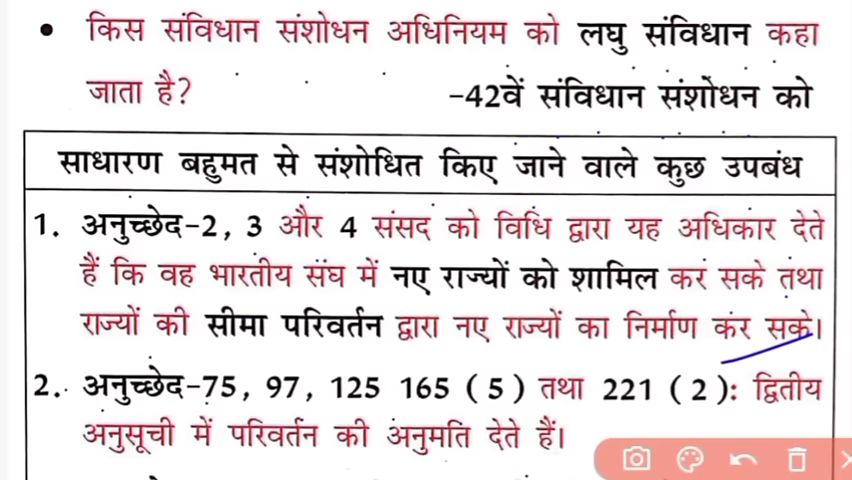 • किस संविधान संशोधन अधिनियम को लघु संविधान कहा
जाता है? -42वें संविधान संशोधन को
साधारण बहुमत से संशोधित किए जाने वाले कुछ उपबंध
1. अनुच्छेद-2, 3 और 4 संसद को विधि द्वारा यह अधिकार देते
हैं कि वह भारतीय संघ में नए राज्यों को शामिल कर सके तथा
राज्यों की सीमा परिवर्तन द्वारा नए राज्यों का निर्माण कर सके।
2. अनुच्छेद-75, 97, 125 165 (5) तथा 221 (2): द्वितीय
अनुसूची में परिवर्तन की अनुमति देते हैं।